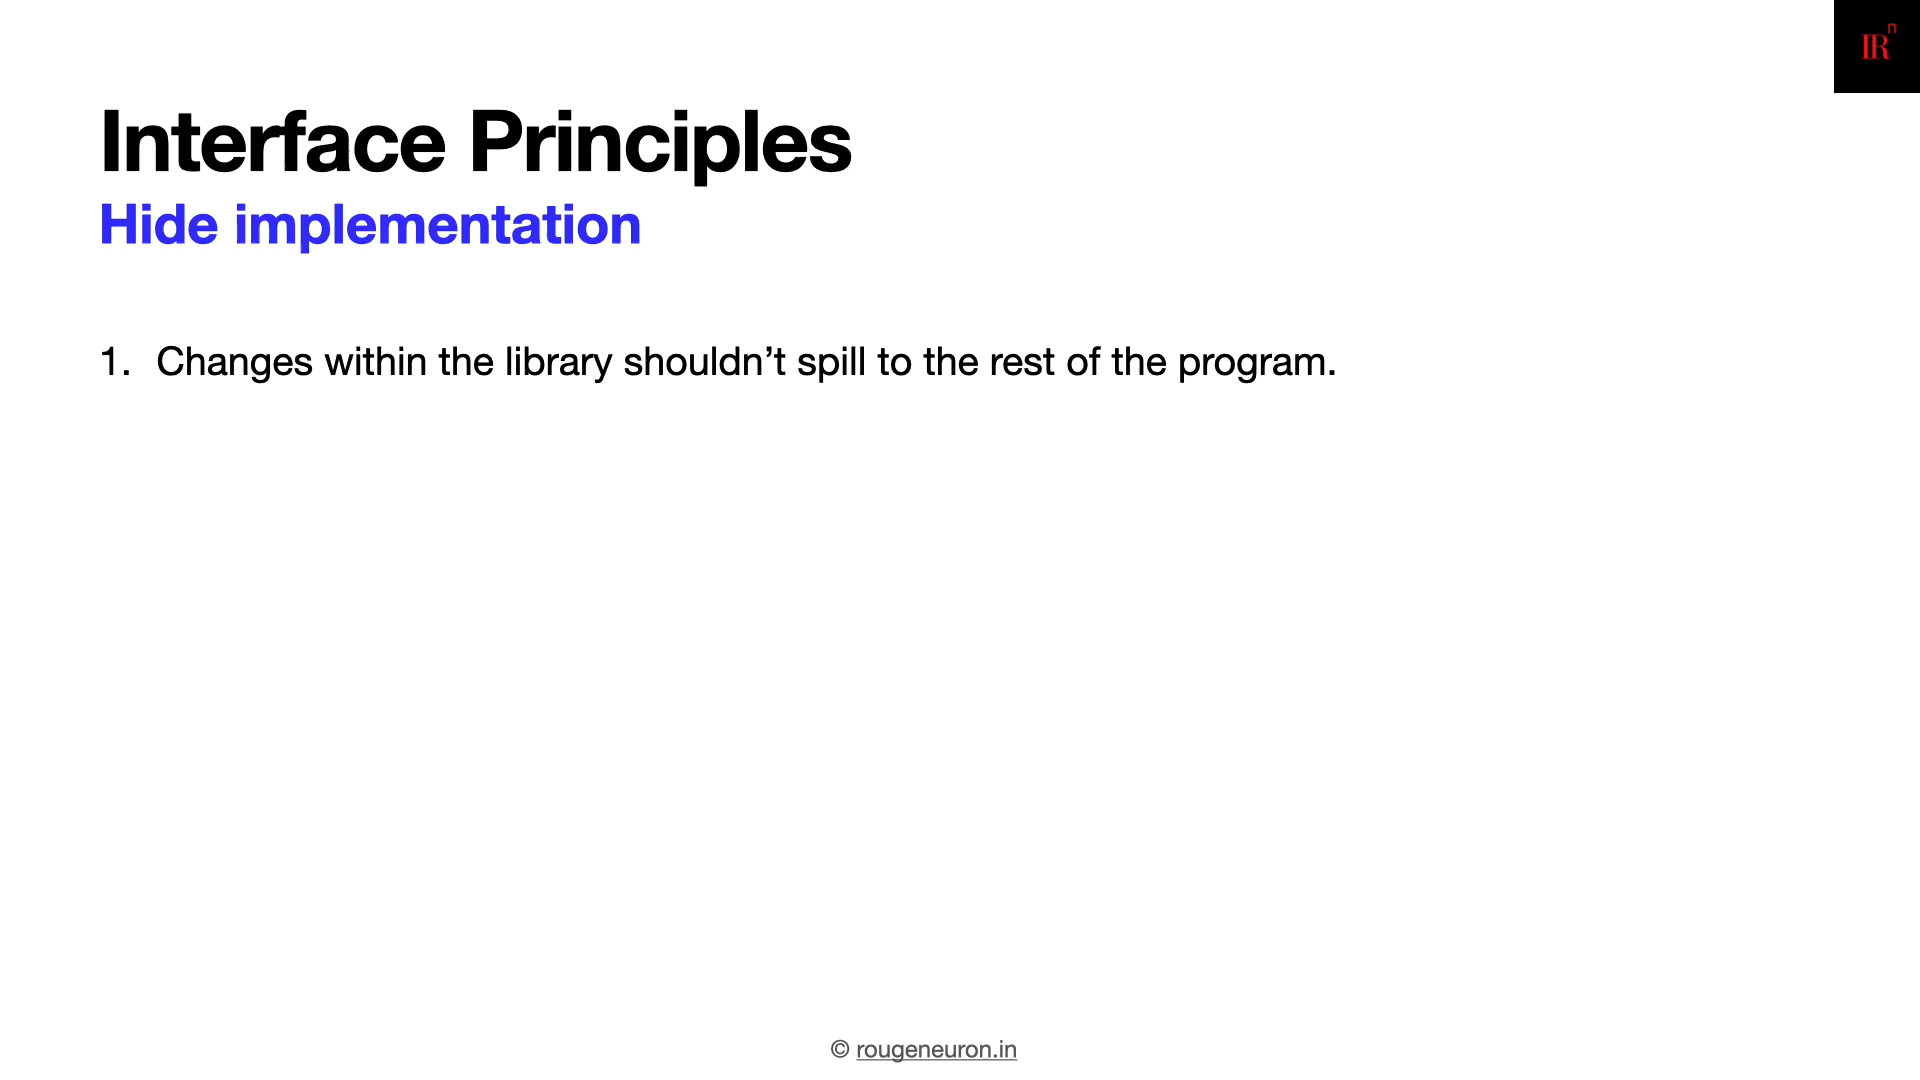 IRn
Interface Principles
Hide implementation
1. Changes within the library shouldn’t spill to the rest of the program.
© rougeneuron.in